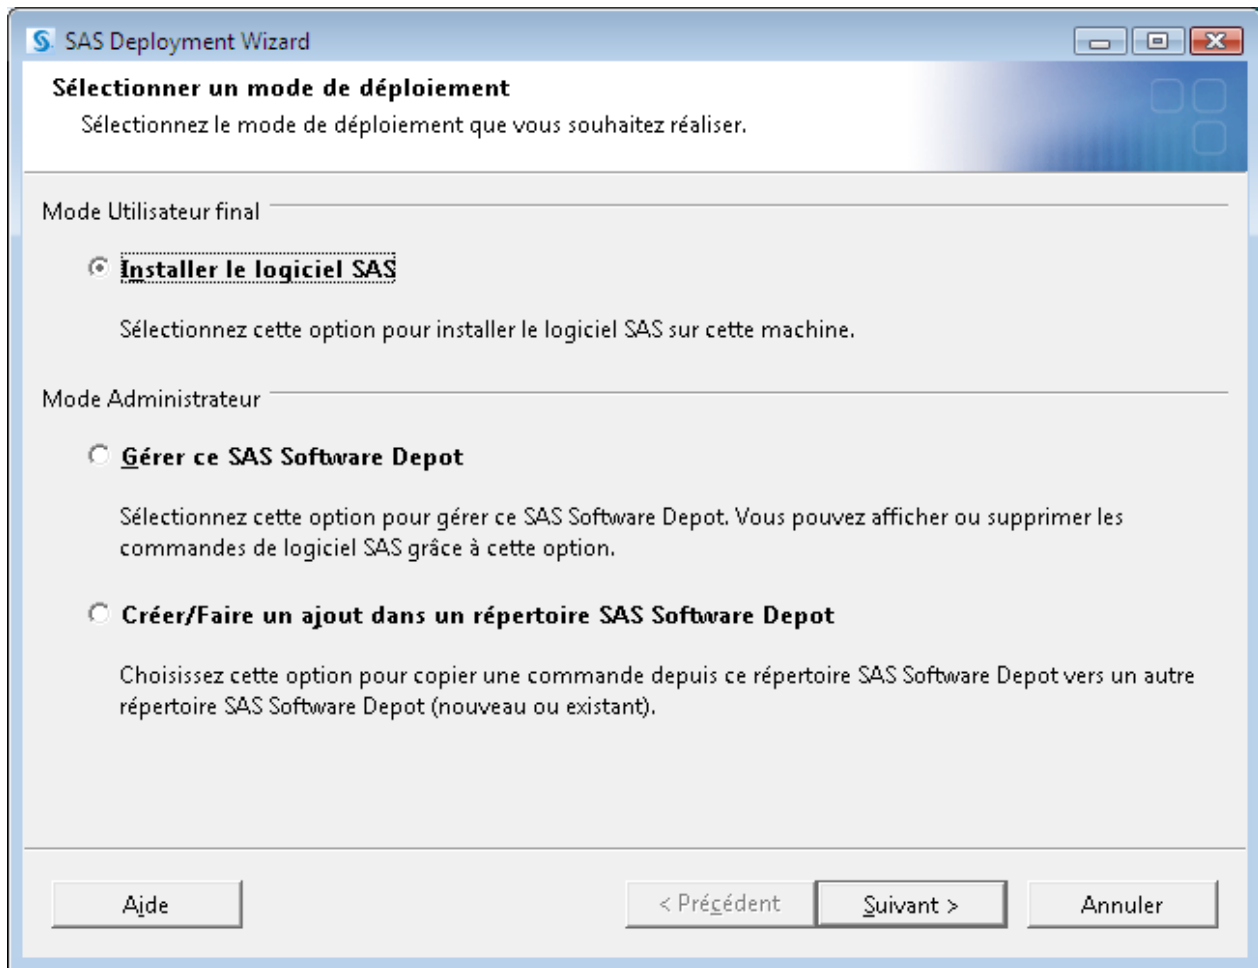 SAS Deployment Wizard
Sélectionner un mode de déploiement
Sélectionnez le mode de déploiement que vous souhaitez réaliser.
Mode Utilisateur final
Installer le logiciel SAS
Sélectionnez cette option pour installer le logiciel SAS sur cette machine.
Mode Administrateur
Gérer ce SAS Software Depot
Sélectionnez cette option pour gérer ce SAS Software Depot. Vous pouvez afficher ou supprimer les
commandes de logiciel SAS grâce à cette option.
Créer/Faire un ajout dans un répertoire SAS Software Depot
Choisissez cette option pour copier une commande depuis ce répertoire SAS Software Depot vers un autre
répertoire SAS Software Depot (nouveau ou existant).
Aide
< Précédent
Suivant >
Annuler